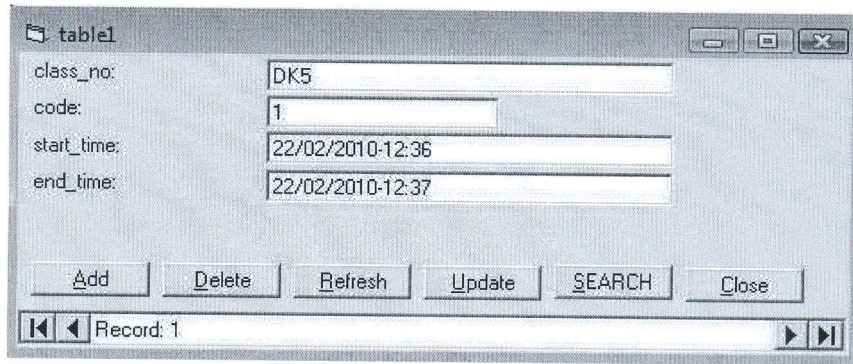 table1
class_no: DK5
code: 1
start_time: 22/02/2010-12:36
end_time: 22/02/2010-12:37
Add Delete Refresh Update SEARCH Close
Record: 1